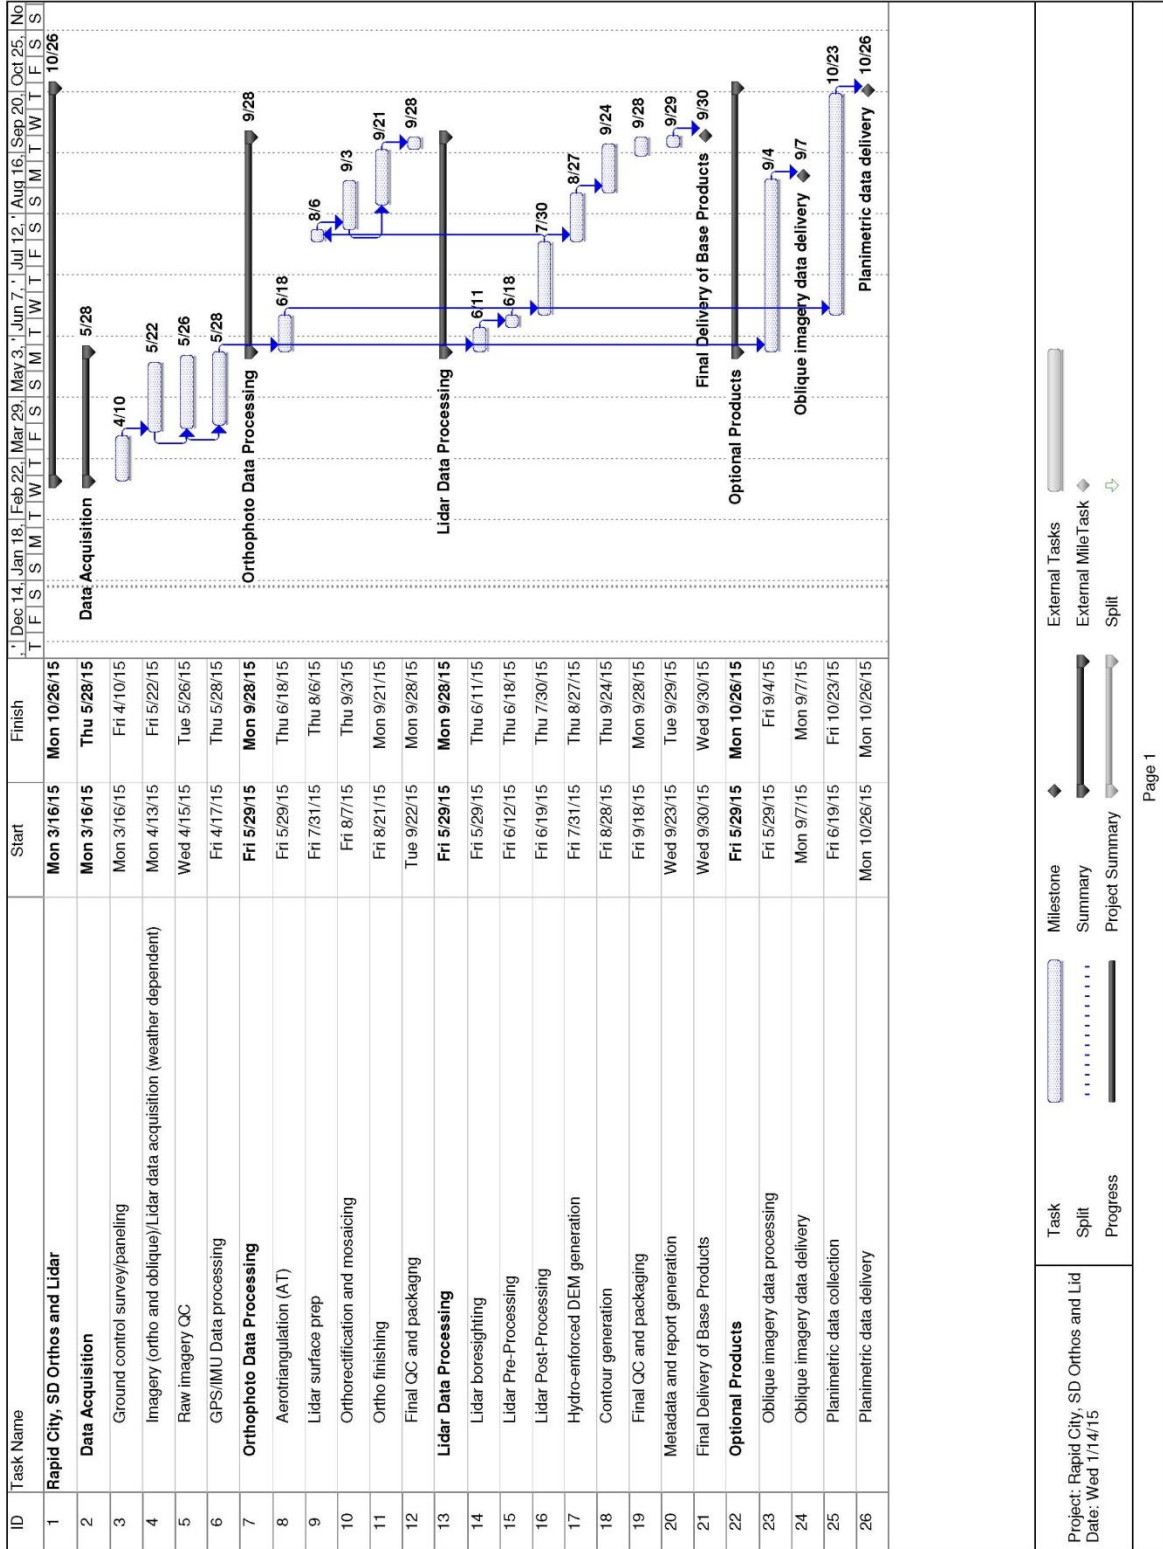 ID Task Name Start Finish
, ' Dec 14, Jan 18, Feb 22, Mar 29, May 3, ' Jun 7, ' Jul 12, ' Aug 16, Sep 20, Oct 25, No
T F S S M T W T F S S M T W T F S S M T W T F S S
1 Rapid City, SD Orthos and Lidar Mon 3/16/15 Mon 10/26/15 10/26
2 Data Acquisition Mon 3/16/15 Thu 5/28/15 Data Acquisition 5/28
3 Ground control survey/paneling Mon 3/16/15 Fri 4/10/15 4/10
4 Imagery (ortho and oblique)/Lidar data acquisition (weather dependent) Mon 4/13/15 Fri 5/22/15 5/22
5 Raw imagery QC Wed 4/15/15 Tue 5/26/15 5/26
6 GPS/IMU Data processing Fri 4/17/15 Thu 5/28/15 5/28
7 Orthophoto Data Processing Fri 5/29/15 Mon 9/28/15 Orthophoto Data Processing 9/28
8 Aerotriangulation (AT) Fri 5/29/15 Thu 6/18/15 6/18
9 Lidar surface prep Fri 7/31/15 Thu 8/6/15 8/6
10 Orthorectification and mosaicing Fri 8/7/15 Thu 9/3/15 9/3
11 Ortho finishing Fri 8/21/15 Mon 9/21/15 9/21
12 Final QC and packagng Tue 9/22/15 Mon 9/28/15 9/28
13 Lidar Data Processing Fri 5/29/15 Mon 9/28/15 Lidar Data Processing
14 Lidar boresighting Fri 5/29/15 Thu 6/11/15 6/11
15 Lidar Pre-Processing Fri 6/12/15 Thu 6/18/15 6/18
16 Lidar Post-Processing Fri 6/19/15 Thu 7/30/15 7/30
17 Hydro-enforced DEM generation Fri 7/31/15 Thu 8/27/15 8/27
18 Contour generation Fri 8/28/15 Thu 9/24/15 9/24
19 Final QC and packaging Fri 9/18/15 Mon 9/28/15 9/28
20 Metadata and report generation Wed 9/23/15 Tue 9/29/15 9/29
21 Final Delivery of Base Products Wed 9/30/15 Wed 9/30/15 Final Delivery of Base Products 9/30
22 Optional Products Fri 5/29/15 Mon 10/26/15 Optional Products
23 Oblique imagery data processing Fri 5/29/15 Fri 9/4/15 9/4
24 Oblique imagery data delivery Mon 9/7/15 Mon 9/7/15 Oblique imagery data delivery 9/7
25 Planimetric data collection Fri 6/19/15 Fri 10/23/15 10/23
26 Planimetric data delivery Mon 10/26/15 Mon 10/26/15 Planimetric data delivery 10/26
Project: Rapid City, SD Orthos and Lid
Date: Wed 1/14/15
Task Milestone External Tasks
Split Summary External MileTask
Progress Project Summary Split
Page 1